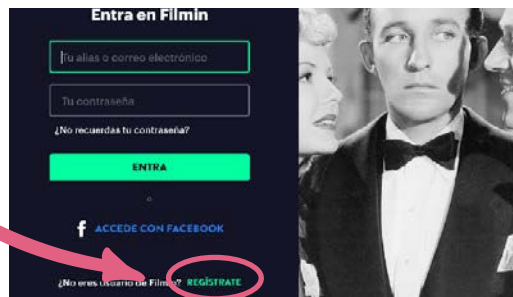 Entra en Filmin
Tu alias o correo electrónico
Tu contraseña
¿No recuerdas tu contraseña?
ENTRA
o
f ACCEDE CON FACEBOOK
¿No eres usuario de Filmin? REGÍSTRATE